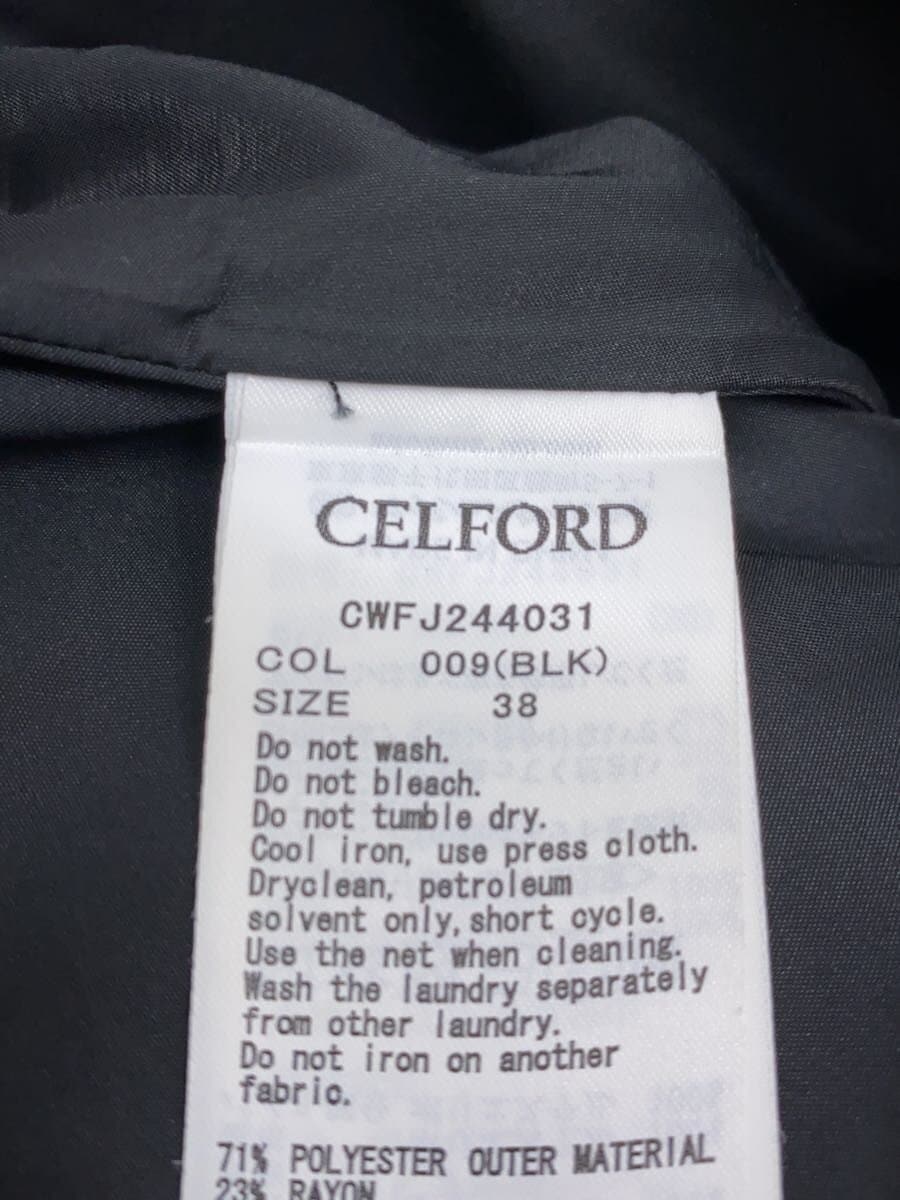 CELFORD
CWFJ244031
COL 009(BLK)
SIZE 38
Do not wash.
Do not bleach.
Do not tumble dry.
Cool iron, use press cloth.
Dryclean, petroleum
solvent only,short cycle.
Use the net when cleaning.
Wash the laundry separately
from other laundry.
Do not iron on another
fabric.
71% POLYESTER OUTER MATERIAL
23% RAYON